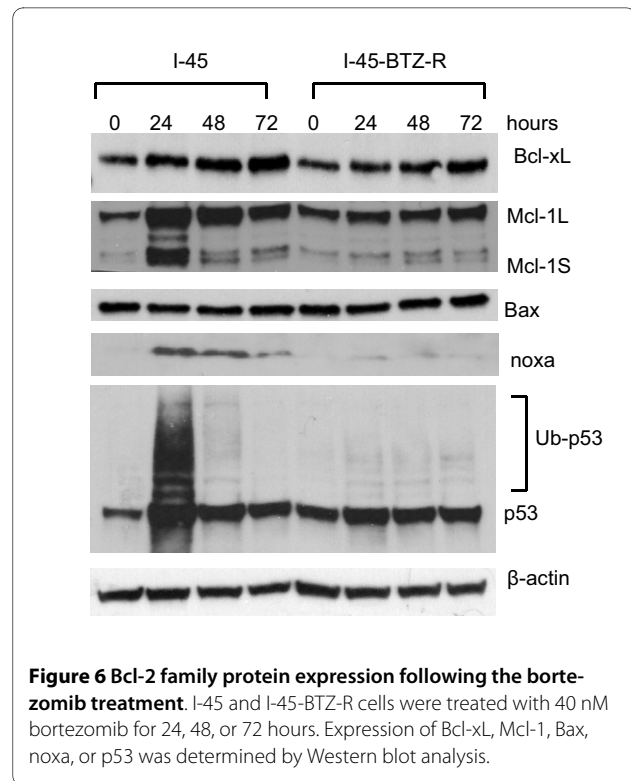 I-45 I-45-BTZ-R
0 24 48 72 0 24 48 72 hours
Bcl-xL
Mcl-1L
Mcl-1S
Bax
noxa
Ub-p53
p53
β-actin
Figure 6 Bcl-2 family protein expression following the borte-
zomib treatment. I-45 and I-45-BTZ-R cells were treated with 40 nM
bortezomib for 24, 48, or 72 hours. Expression of Bcl-xL, Mcl-1, Bax,
noxa, or p53 was determined by Western blot analysis.